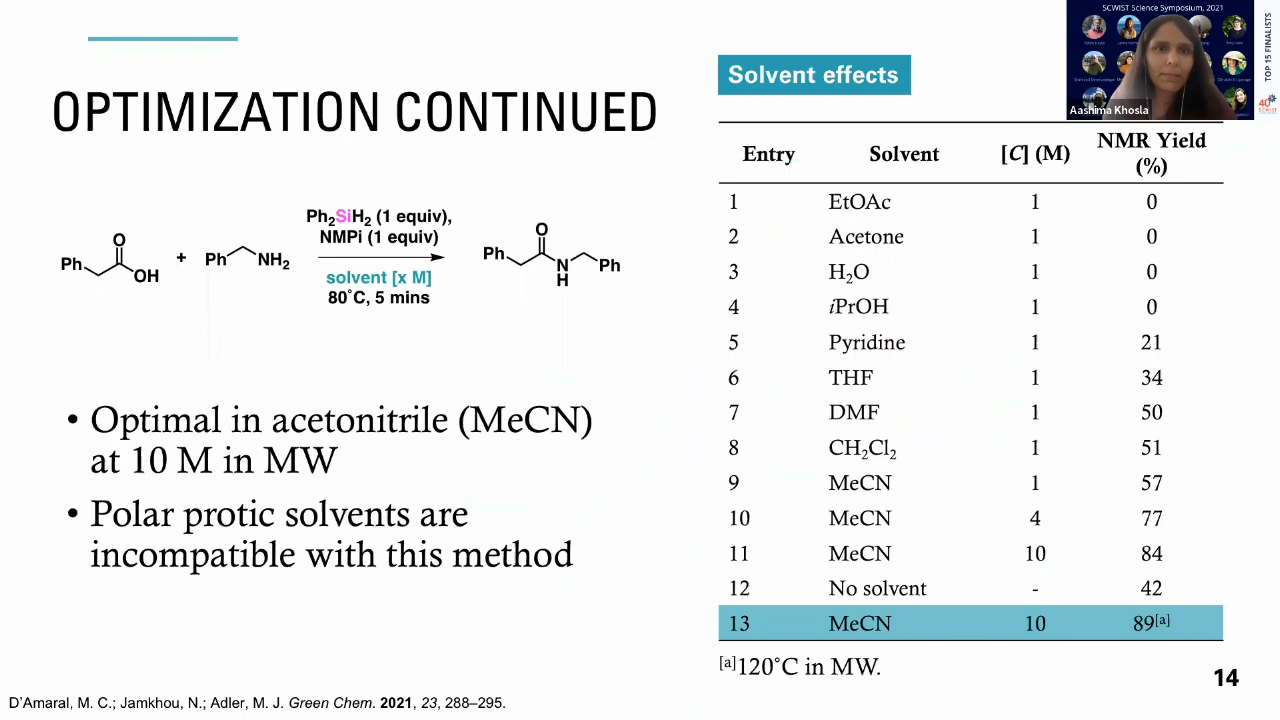 SCWIST Science Symposium, 2021
TOP 15 FINALISTS
Aashima Khosla
40
SCWIST
OPTIMIZATION CONTINUED
Solvent effects
Entry Solvent [C] (M) NMR Yield (%)
1 EtOAc 1 0
2 Acetone 1 0
3 H₂O 1 0
4 iPrOH 1 0
5 Pyridine 1 21
6 THF 1 34
7 DMF 1 50
8 CH₂Cl₂ 1 51
9 MeCN 1 57
10 MeCN 4 77
11 MeCN 10 84
12 No solvent - 42
13 MeCN 10 89[a]
[a]120˚C in MW.
Ph₂SiH₂ (1 equiv),
NMPi (1 equiv)
Ph O OH + Ph NH₂
solvent [x M]
80˚C, 5 mins
Ph O N H Ph
• Optimal in acetonitrile (MeCN)
at 10 M in MW
• Polar protic solvents are
incompatible with this method
14
D'Amaral, M. C.; Jamkhou, N.; Adler, M. J. Green Chem. 2021, 23, 288–295.